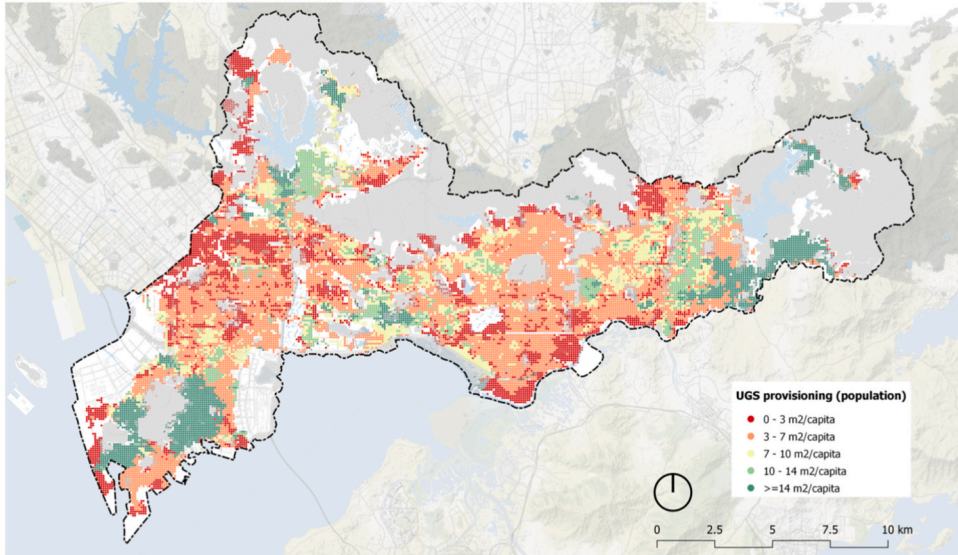 UGS provisioning (population)
0 - 3 m2/capita
3 - 7 m2/capita
7 - 10 m2/capita
10 - 14 m2/capita
>=14 m2/capita
0 2.5 5 7.5 10 km